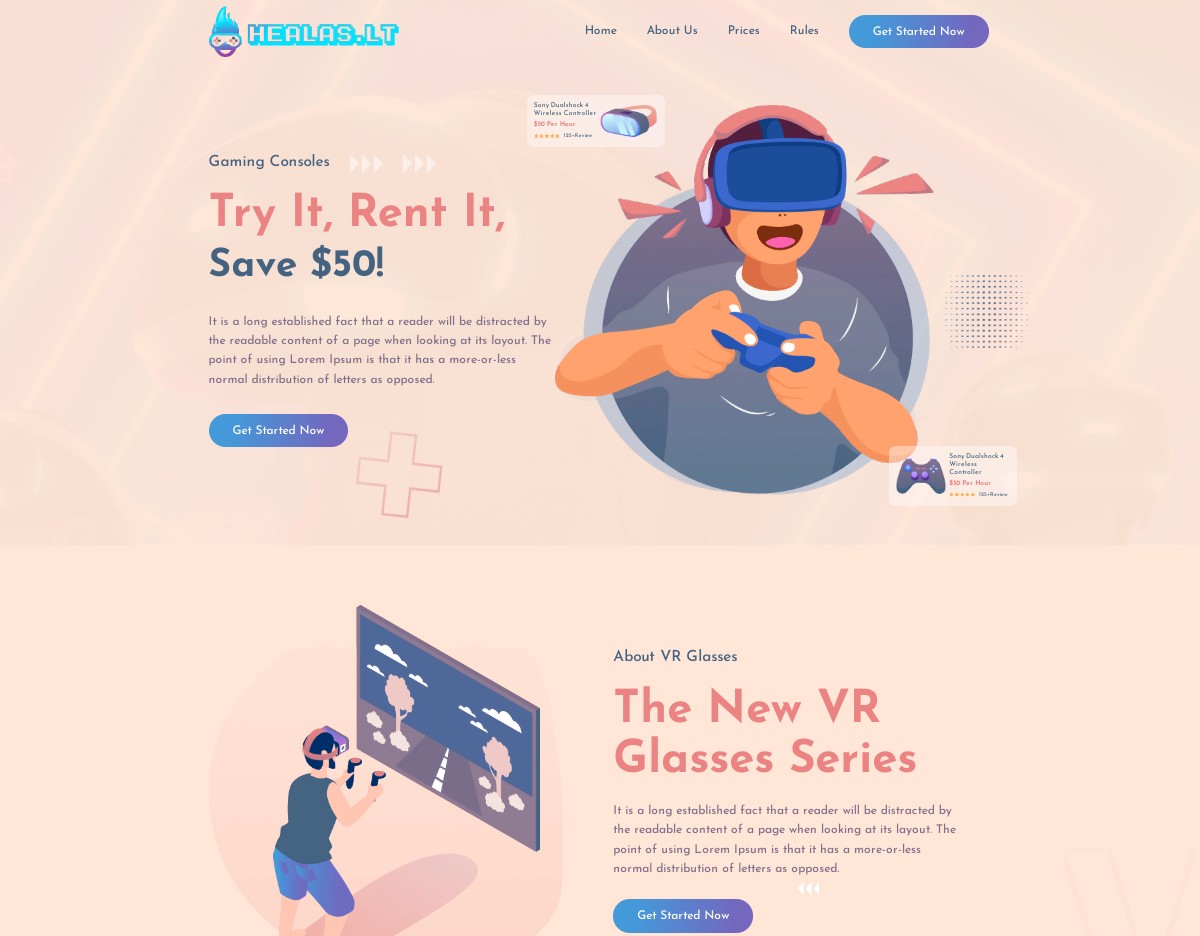 HEALAS.LT
Home
About Us
Prices
Rules
Get Started Now
Sony Dualshock 4
Wireless Controller
$50 Per Hour
125+Review
Gaming Consoles
Try It, Rent It,
Save $50!
It is a long established fact that a reader will be distracted by
the readable content of a page when looking at its layout. The
point of using Lorem Ipsum is that it has a more-or-less
normal distribution of letters as opposed.
Get Started Now
Sony Dualshock 4
Wireless
Controller
$50 Per Hour
125+Review
About VR Glasses
The New VR
Glasses Series
It is a long established fact that a reader will be distracted by
the readable content of a page when looking at its layout. The
point of using Lorem Ipsum is that it has a more-or-less
normal distribution of letters as opposed.
Get Started Now